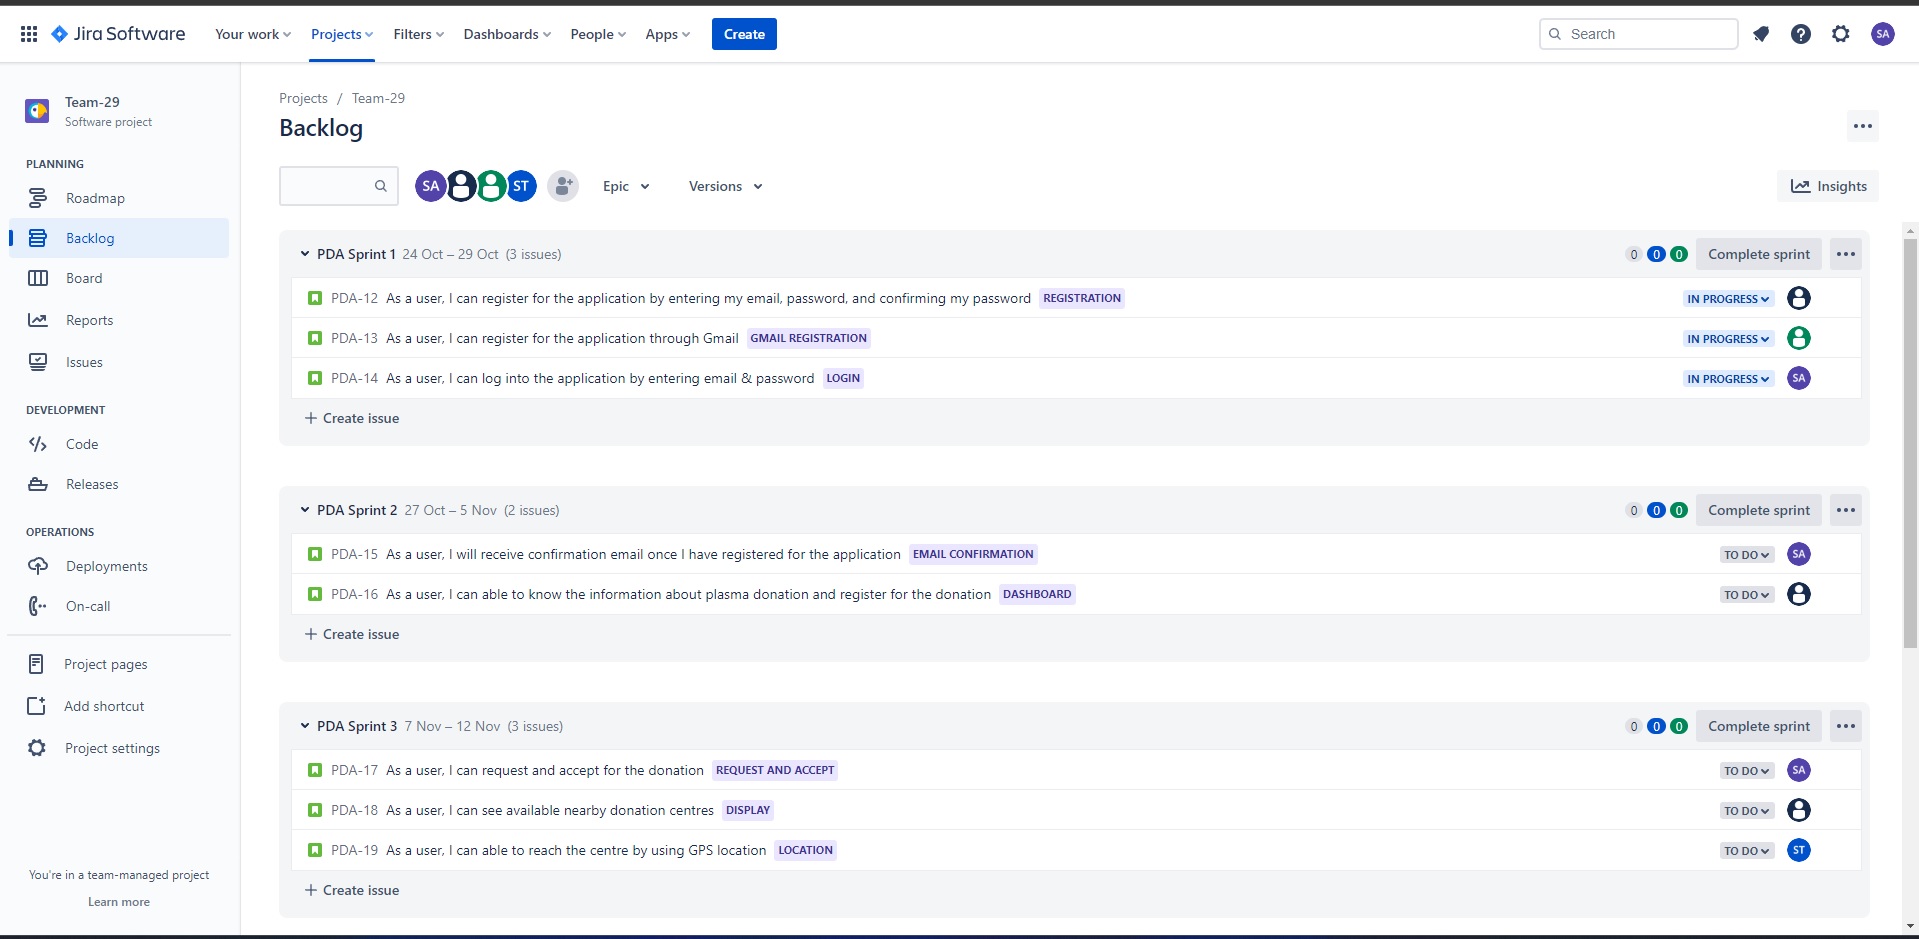 Jira Software Your work Projects Filters Dashboards People Apps Create Search SA
Team-29
Software project
PLANNING
Roadmap
Backlog
Board
Reports
Issues
DEVELOPMENT
Code
Releases
OPERATIONS
Deployments
On-call
Project pages
Add shortcut
Project settings
You're in a team-managed project
Learn more
Projects / Team-29
Backlog
SA ST Epic Versions Insights
PDA Sprint 1 24 Oct – 29 Oct (3 issues) 0 0 0 Complete sprint
PDA-12 As a user, I can register for the application by entering my email, password, and confirming my password REGISTRATION IN PROGRESS
PDA-13 As a user, I can register for the application through Gmail GMAIL REGISTRATION IN PROGRESS
PDA-14 As a user, I can log into the application by entering email & password LOGIN IN PROGRESS SA
+ Create issue
PDA Sprint 2 27 Oct – 5 Nov (2 issues) 0 0 0 Complete sprint
PDA-15 As a user, I will receive confirmation email once I have registered for the application EMAIL CONFIRMATION TO DO SA
PDA-16 As a user, I can able to know the information about plasma donation and register for the donation DASHBOARD TO DO
+ Create issue
PDA Sprint 3 7 Nov – 12 Nov (3 issues) 0 0 0 Complete sprint
PDA-17 As a user, I can request and accept for the donation REQUEST AND ACCEPT TO DO SA
PDA-18 As a user, I can see available nearby donation centres DISPLAY TO DO
PDA-19 As a user, I can able to reach the centre by using GPS location LOCATION TO DO ST
+ Create issue